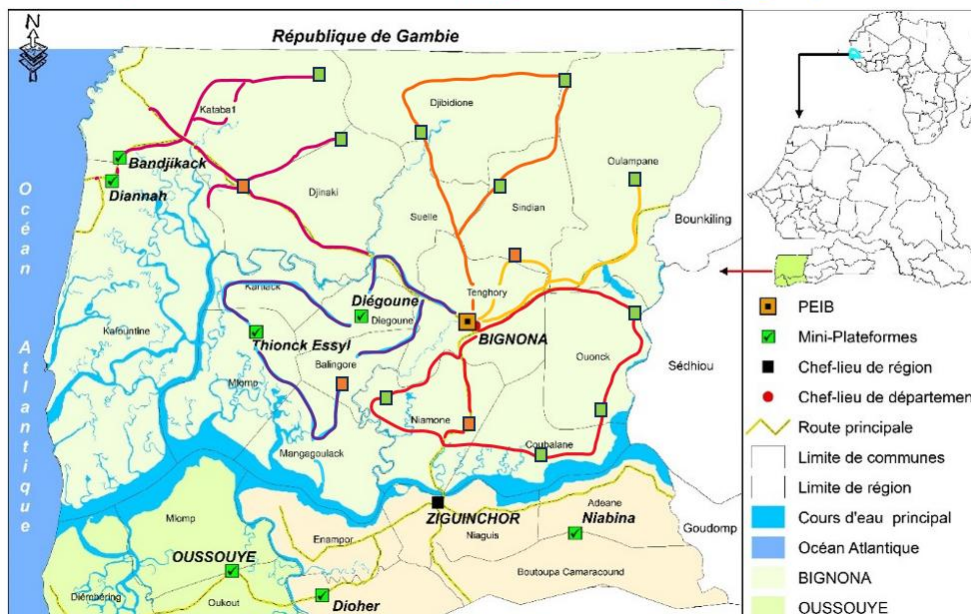 N
République de Gambie
Océan Atlantique
Kataba1
Djibidione
Bandjikack
Oulampane
Diannah
Djinaki
Sindian
Suelle
Bounkiling
Tenghory
Diégoune
Diegoune
BIGNONA
Kafountine
Thionck Essyl
Balingore
Ouonck
Sédhiou
Mlomp
Niamone
Coubalane
Mangagoulack
Mlomp
ZIGUINCHOR
Adeane
Niabina
Goudomp
Enampor
Niaguis
OUSSOUYE
Boutoupa Camaracound
Diémbéring
Oukout
Dioher
PEIB
Mini-Plateformes
Chef-lieu de région
Chef-lieu de département
Route principale
Limite de communes
Limite de région
Cours d'eau principal
Océan Atlantique
BIGNONA
OUSSOUYE